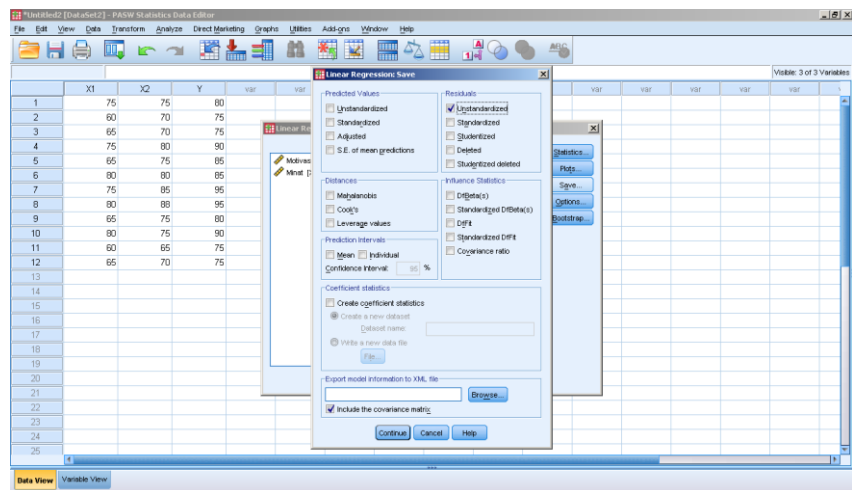 *Untitled2 [DataSet2] - PASW Statistics Data Editor
File Edit View Data Transform Analyze Direct Marketing Graphs Utilities Add-ons Window Help
Visible: 3 of 3 Variables
X1 X2 Y var var var var var var
1 75 75 80
2 60 70 75
3 65 70 75
4 75 80 90
5 65 75 85
6 80 80 85
7 75 85 95
8 80 88 95
9 65 75 80
10 80 75 90
11 60 65 75
12 65 70 75
13
14
15
16
17
18
19
20
21
22
23
24
25
Linear Re
Motivas
Minat
Statistics...
Plots...
Save...
Options...
Bootstrap...
Linear Regression: Save
Predicted Values
Unstandardized
Standardized
Adjusted
S.E. of mean predictions
Residuals
Unstandardized
Standardized
Studentized
Deleted
Studentized deleted
Distances
Mahalanobis
Cook's
Leverage values
Influence Statistics
DfBeta(s)
Standardized DfBeta(s)
DfFit
Standardized DfFit
Covariance ratio
Prediction Intervals
Mean Individual
Confidence Interval: 95 %
Coefficient statistics
Create coefficient statistics
Create a new dataset
Dataset name:
Write a new data file
File...
Export model information to XML file
Browse...
Include the covariance matrix
Continue Cancel Help
Data View Variable View